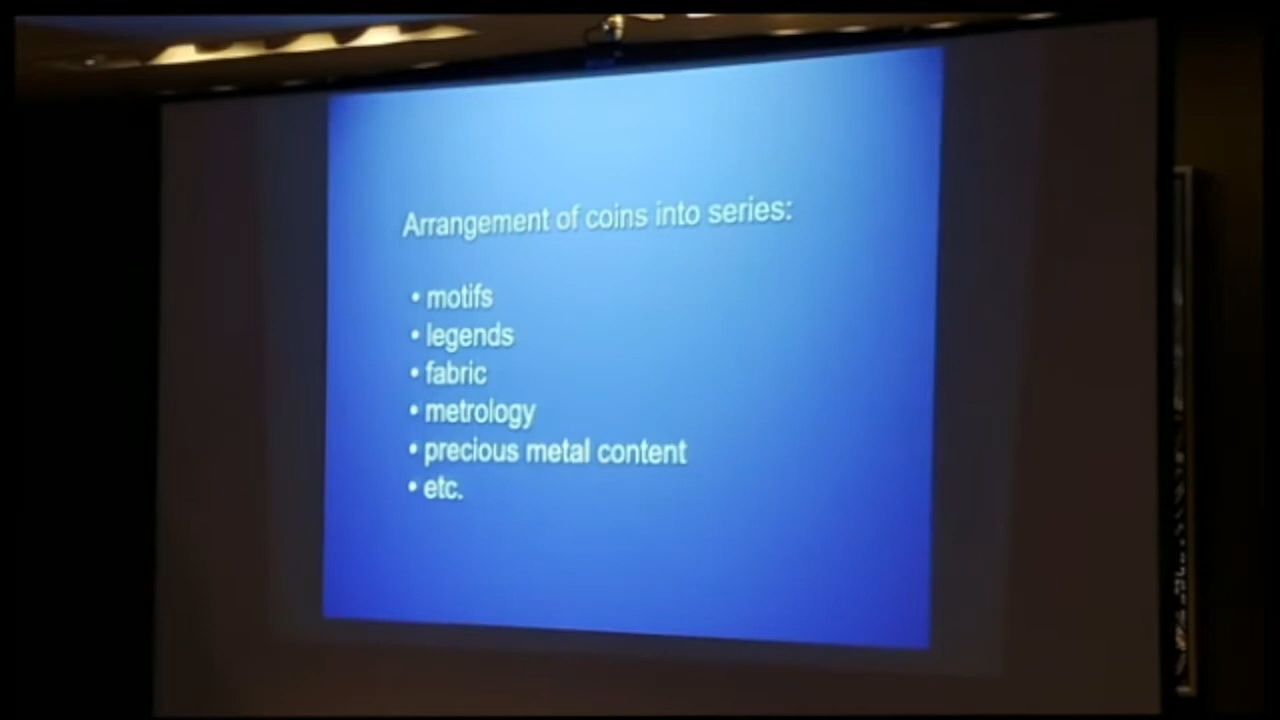 Arrangement of coins into series:
• motifs
• legends
• fabric
• metrology
• precious metal content
• etc.